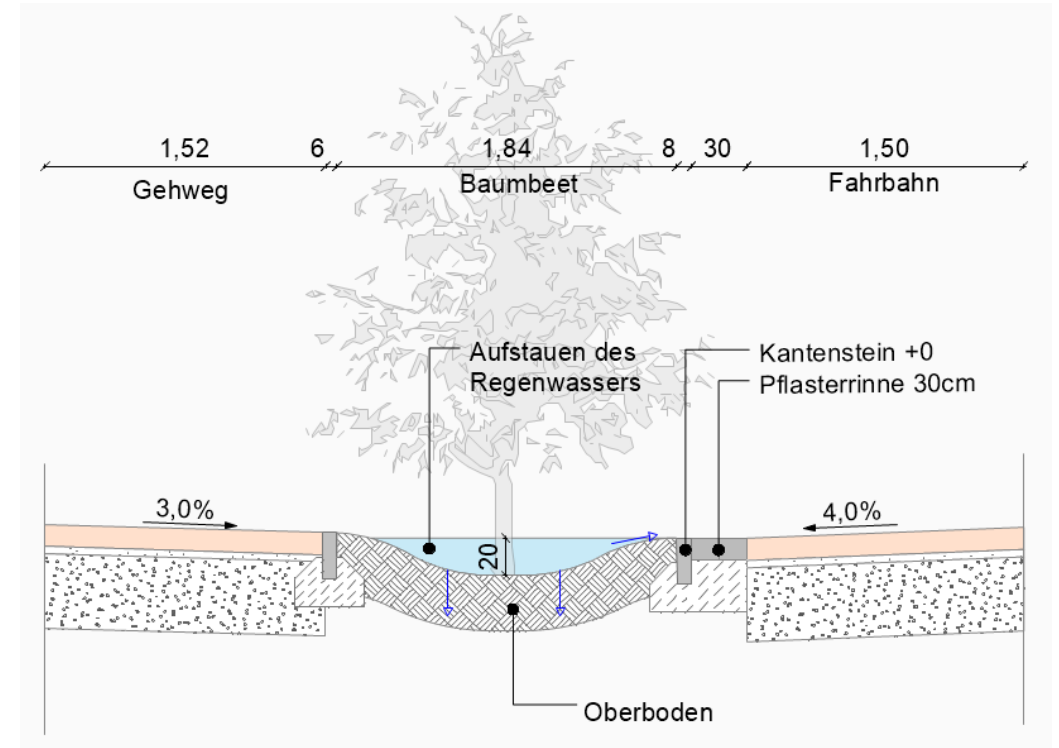 1,52 6 1,84 8 30 1,50
Gehweg Baumbeet Fahrbahn
Aufstauen des
Regenwassers
Kantenstein +0
Pflasterrinne 30cm
3,0%
4,0%
20
Oberboden